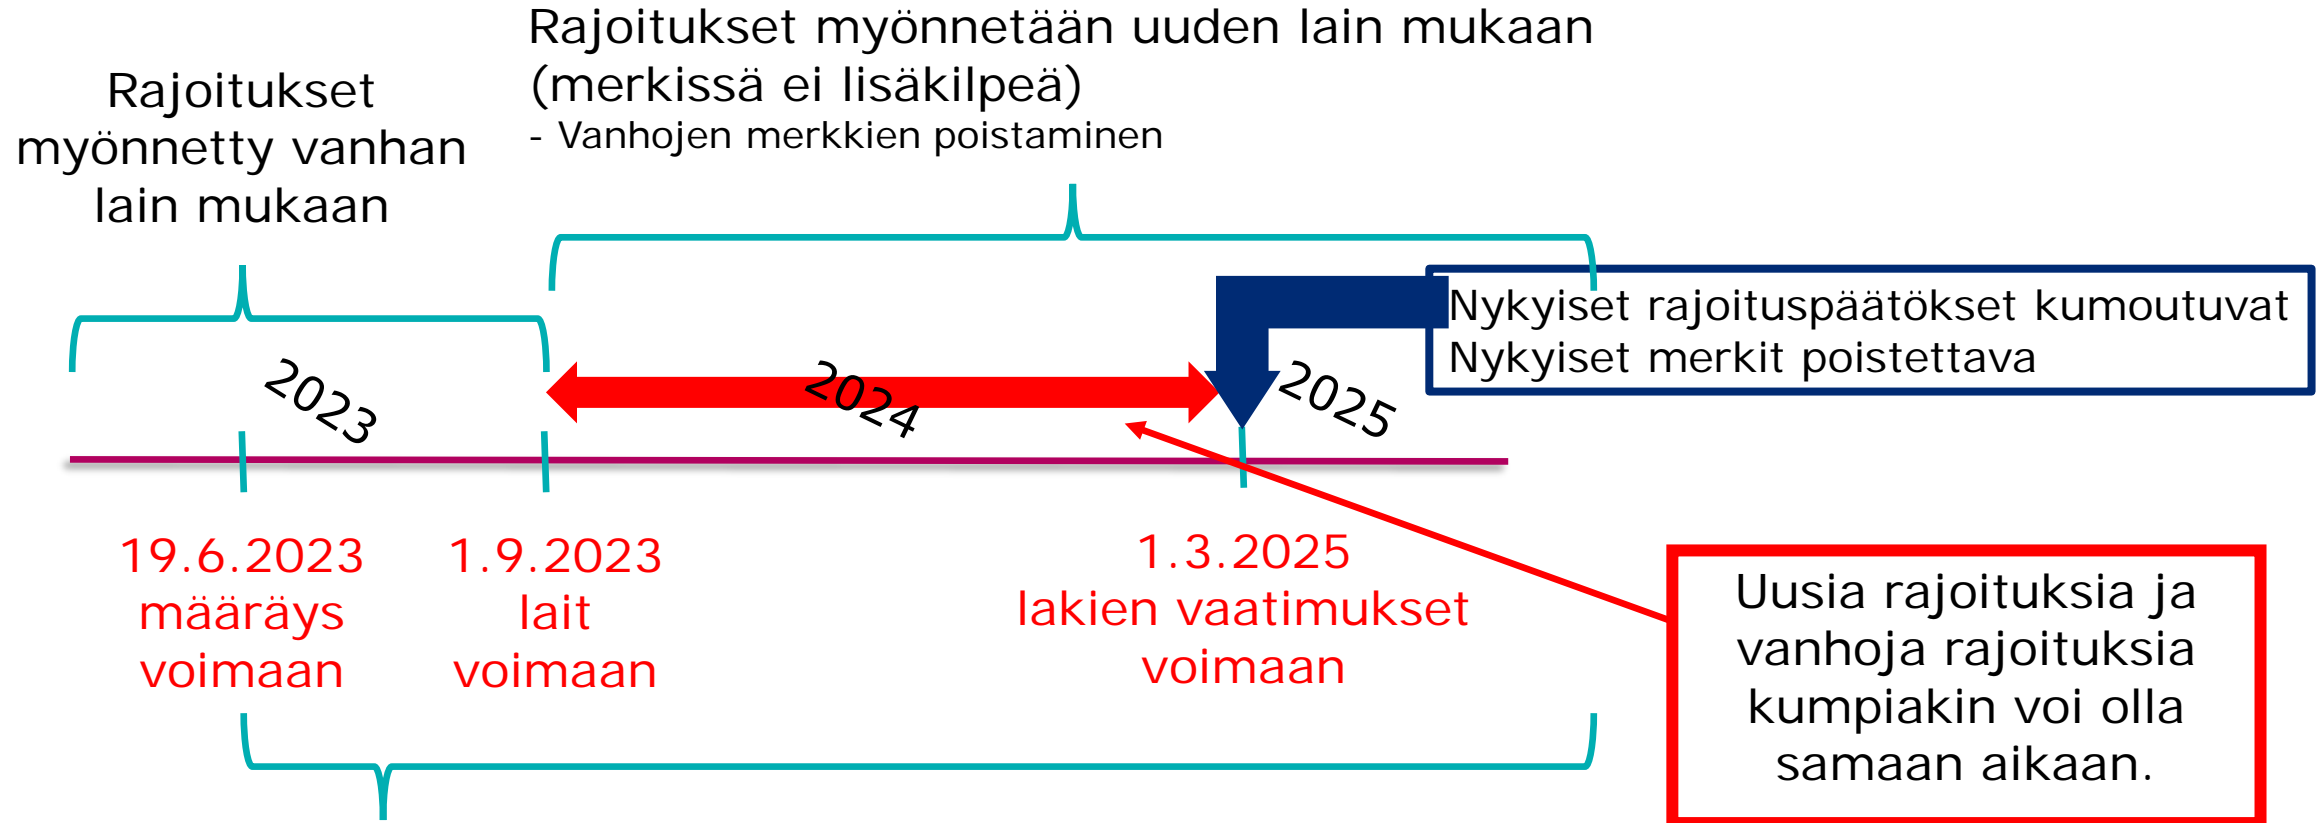 Rajoitukset myönnetään uuden lain mukaan
(merkissä ei lisäkilpeä)
- Vanhojen merkkien poistaminen
Rajoitukset
myönnetty vanhan
lain mukaan
Nykyiset rajoituspäätökset kumoutuvat
Nykyiset merkit poistettava
2023
2024
2025
19.6.2023
määräys
voimaan
1.9.2023
lait
voimaan
1.3.2025
lakien vaatimukset
voimaan
Uusia rajoituksia ja
vanhoja rajoituksia
kumpiakin voi olla
samaan aikaan.